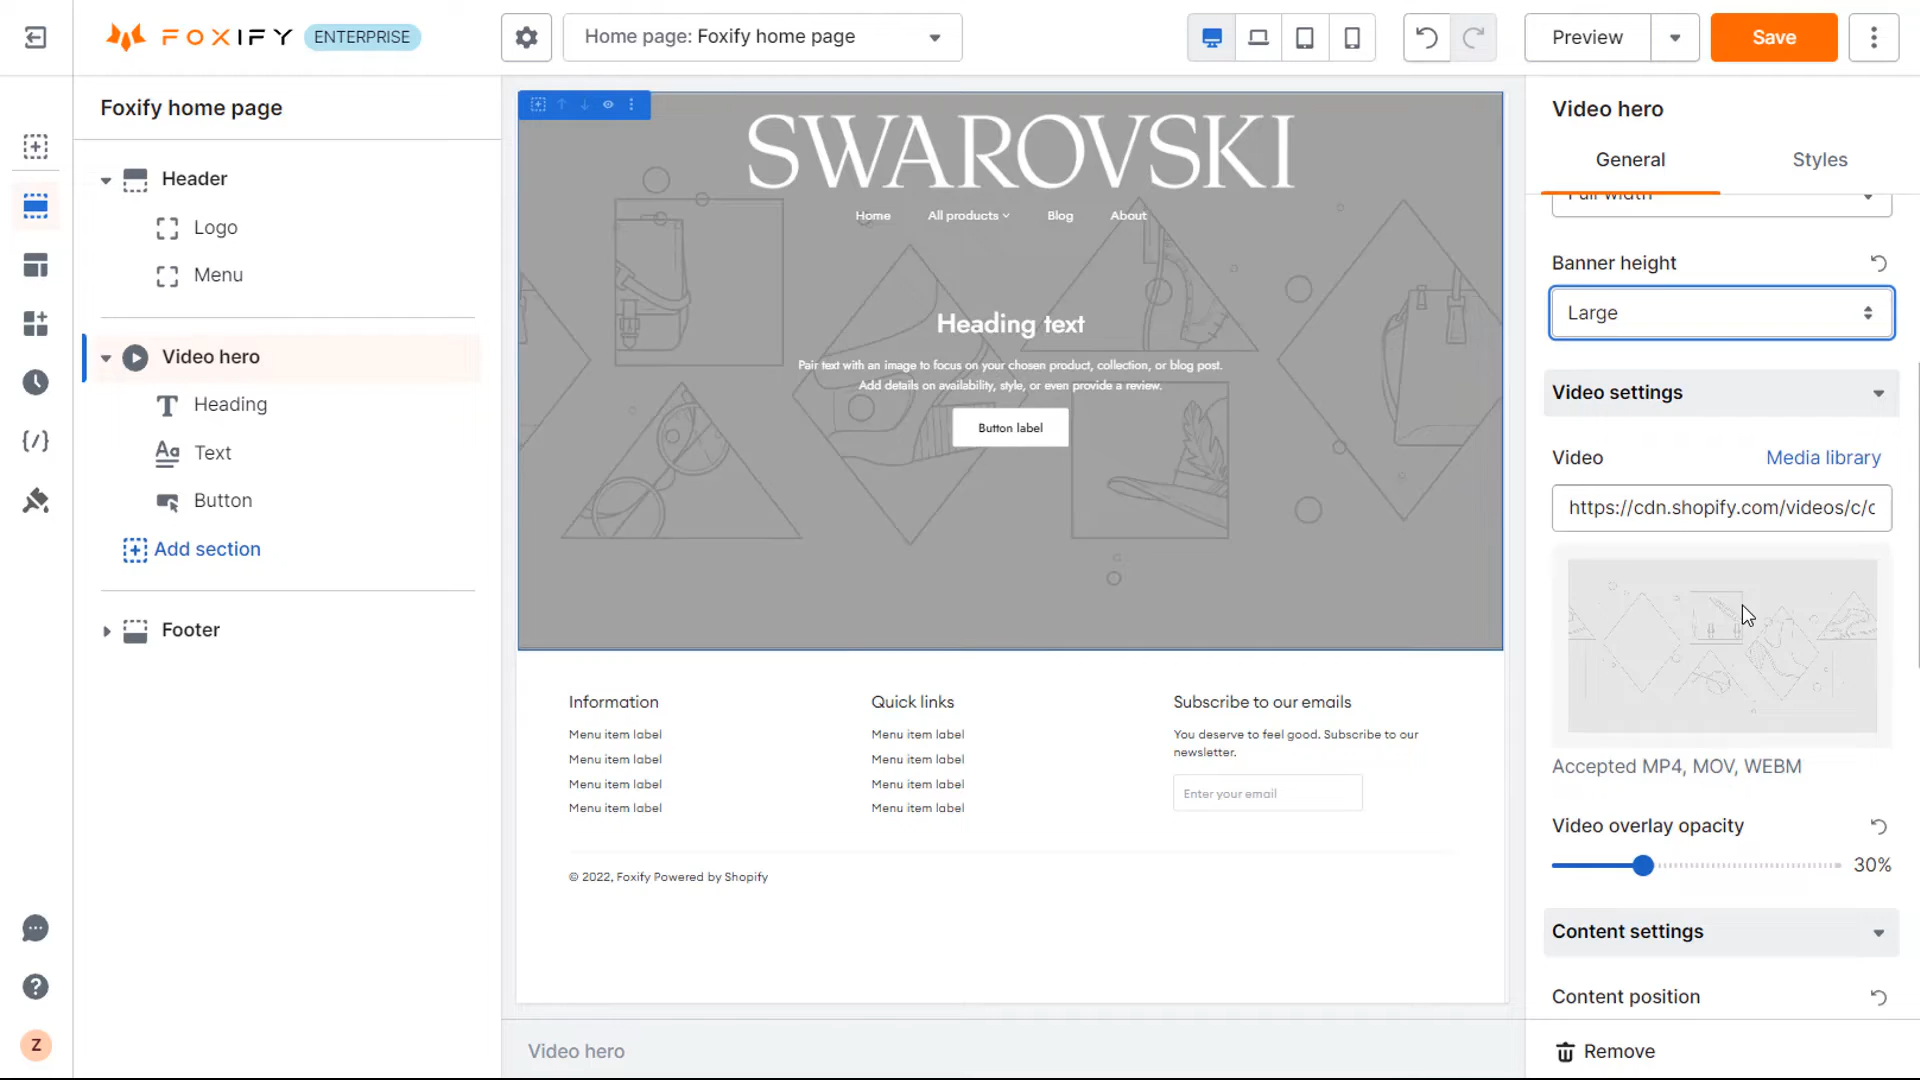 FOXIFY ENTERPRISE
Home page: Foxify home page
Preview
Save
Foxify home page
Header
Logo
Menu
Video hero
Heading
Text
Button
Add section
Footer
Z
SWAROVSKI
Home All products Blog About
Heading text
Pair text with an image to focus on your chosen product, collection, or blog post.
Add details on availability, style, or even provide a review.
Button label
Information
Menu item label
Menu item label
Menu item label
Menu item label
Quick links
Menu item label
Menu item label
Menu item label
Menu item label
Subscribe to our emails
You deserve to feel good. Subscribe to our
newsletter.
Enter your email
© 2022, Foxify Powered by Shopify
Video hero
Video hero
General Styles
Full width
Banner height
Large
Video settings
Video Media library
https://cdn.shopify.com/videos/c/c
Accepted MP4, MOV, WEBM
Video overlay opacity
30%
Content settings
Content position
Remove